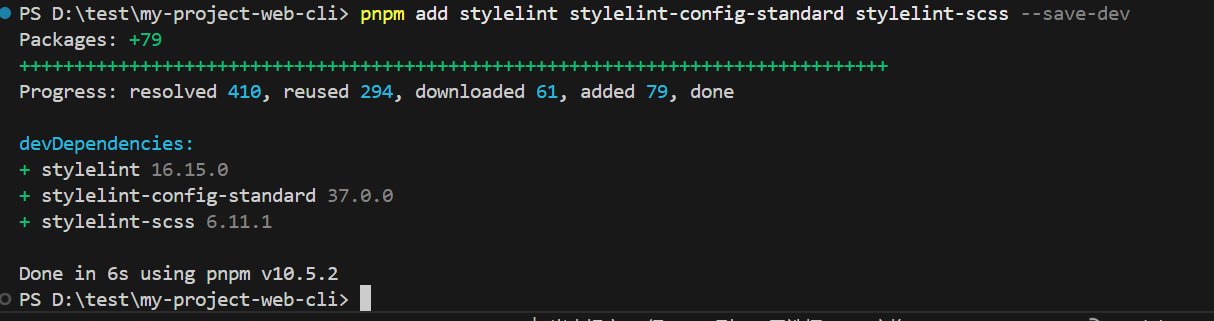 PS D:\test\my-project-web-cli> pnpm add stylelint stylelint-config-standard stylelint-scss --save-dev
Packages: +79
+++++++++++++++++++++++++++++++++++++++++++++++++++++++++++++++++++++++++++++++
Progress: resolved 410, reused 294, downloaded 61, added 79, done
devDependencies:
+ stylelint 16.15.0
+ stylelint-config-standard 37.0.0
+ stylelint-scss 6.11.1
Done in 6s using pnpm v10.5.2
PS D:\test\my-project-web-cli>